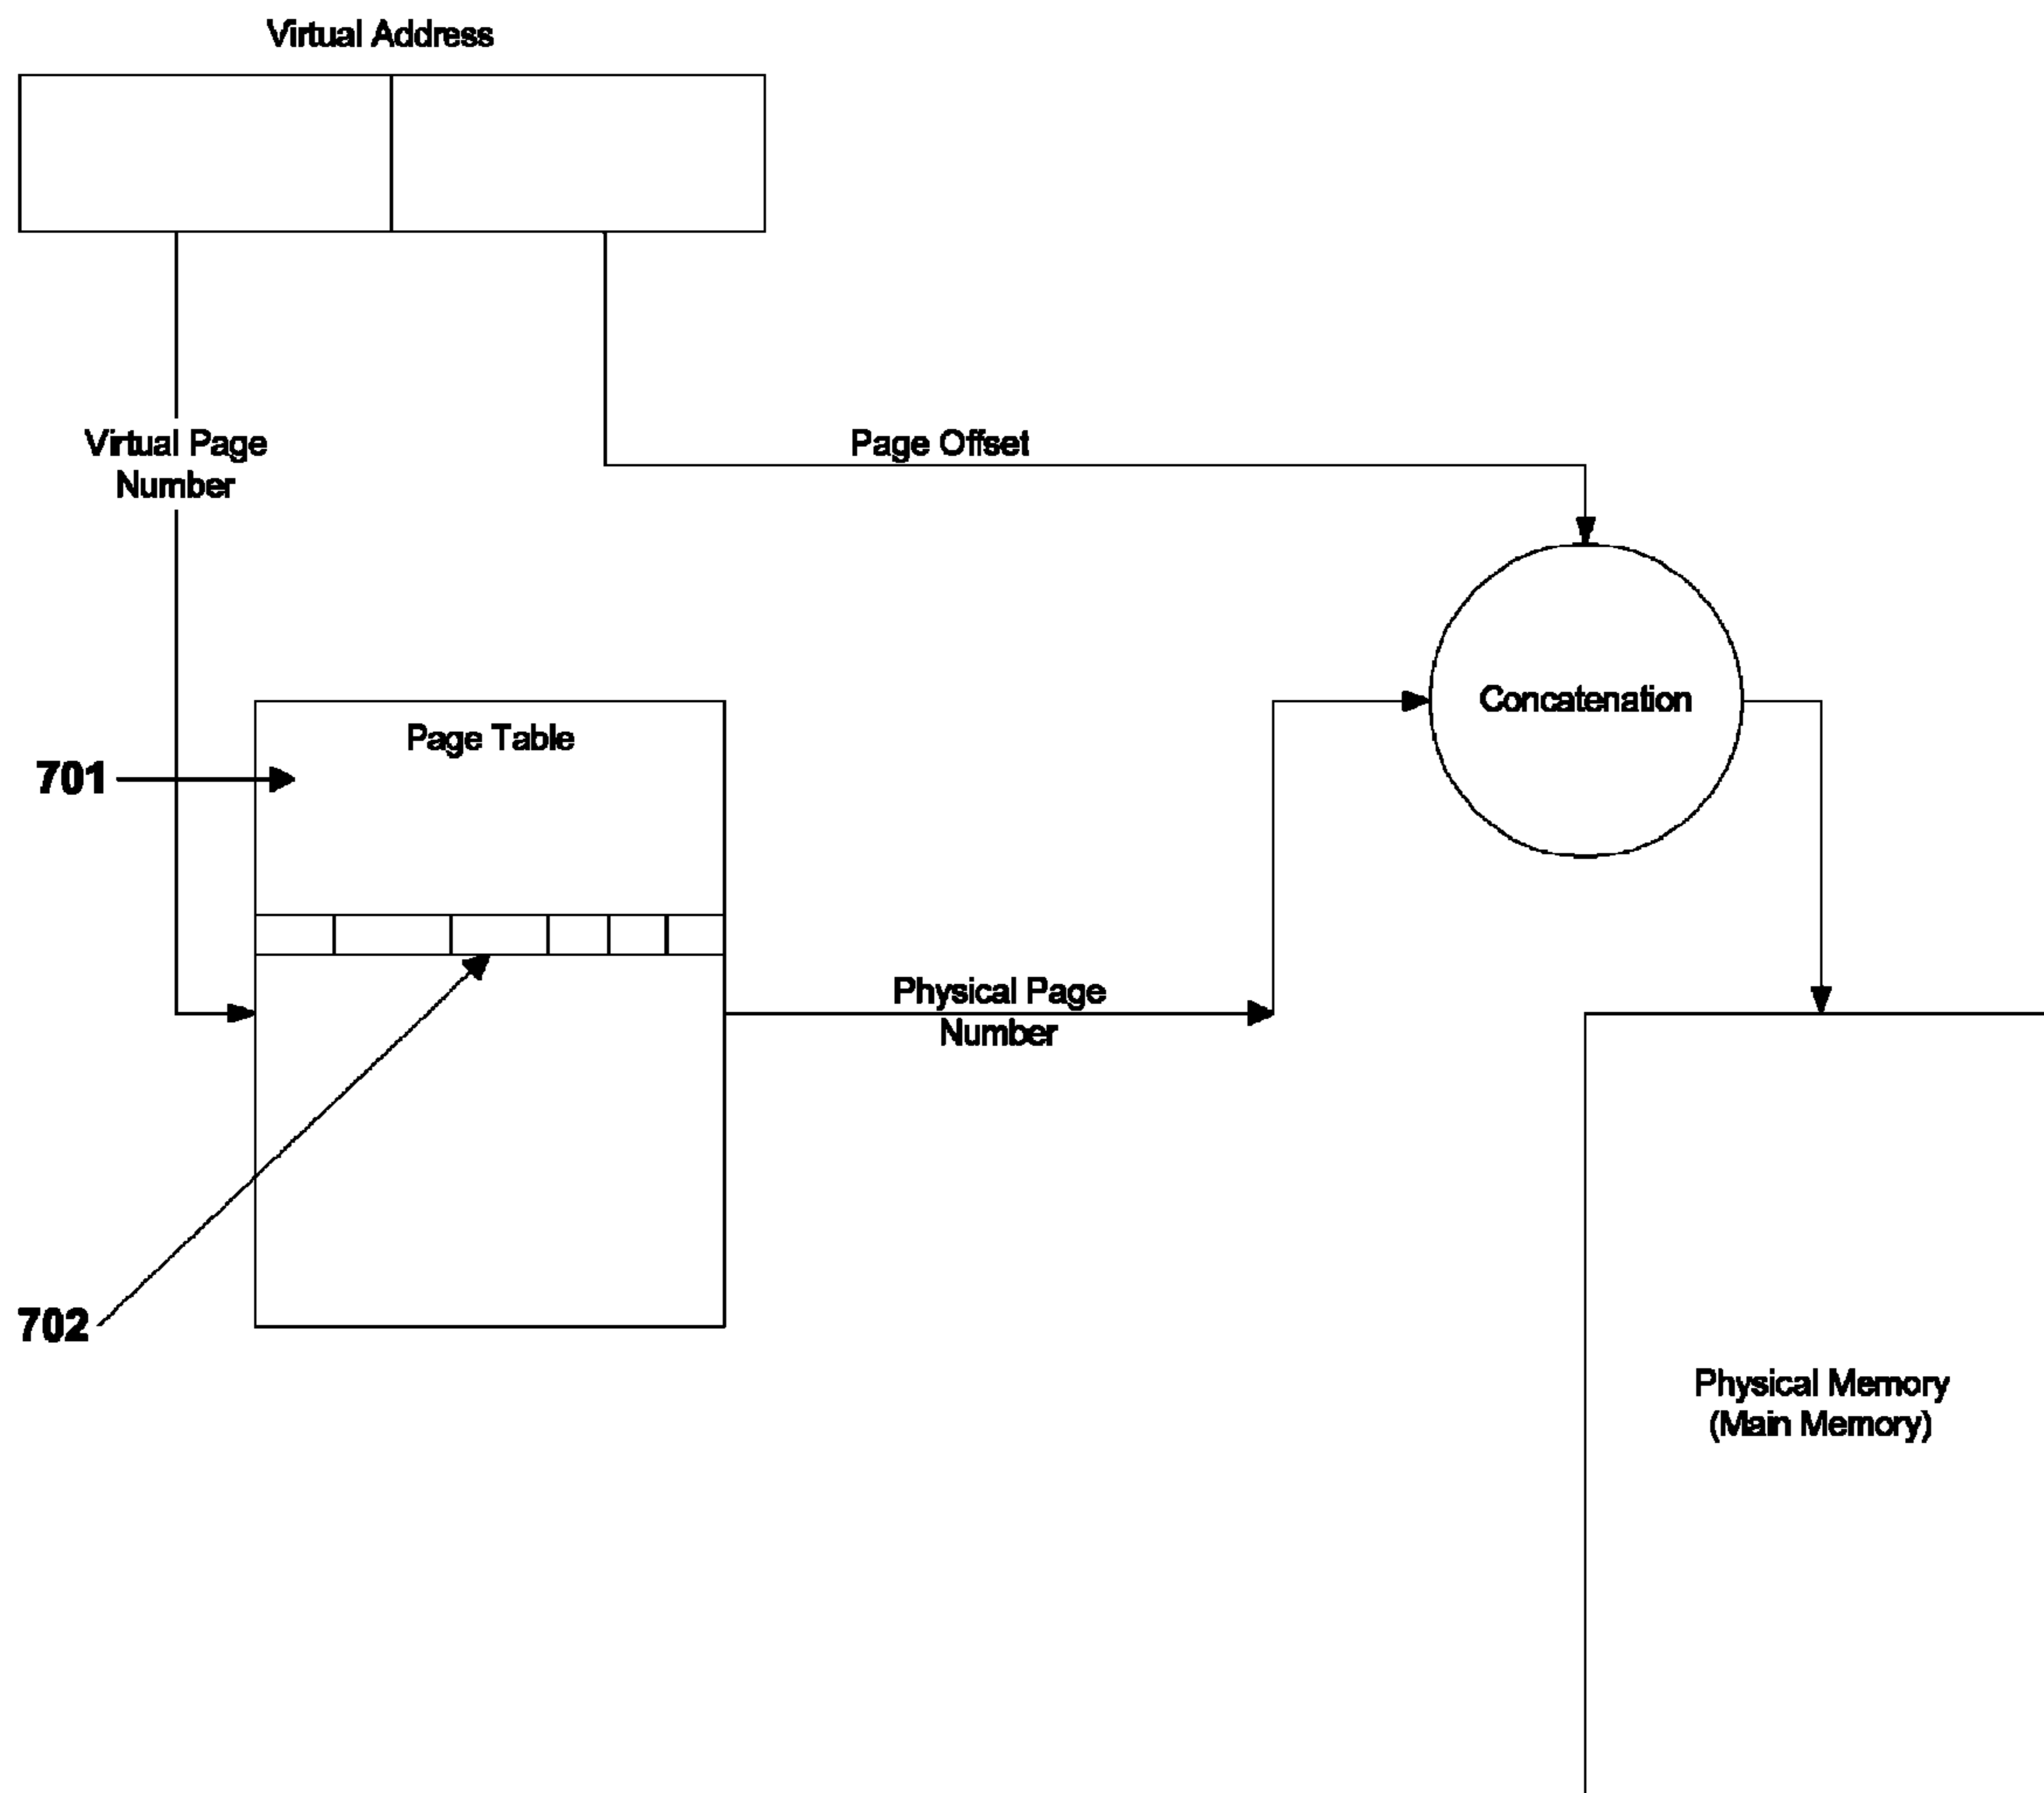 Virtual Address
Virtual Page
Number
Page Offset
Concatenation
Page Table
701
Physical Page
Number
702
Physical Memory
(Main Memory)